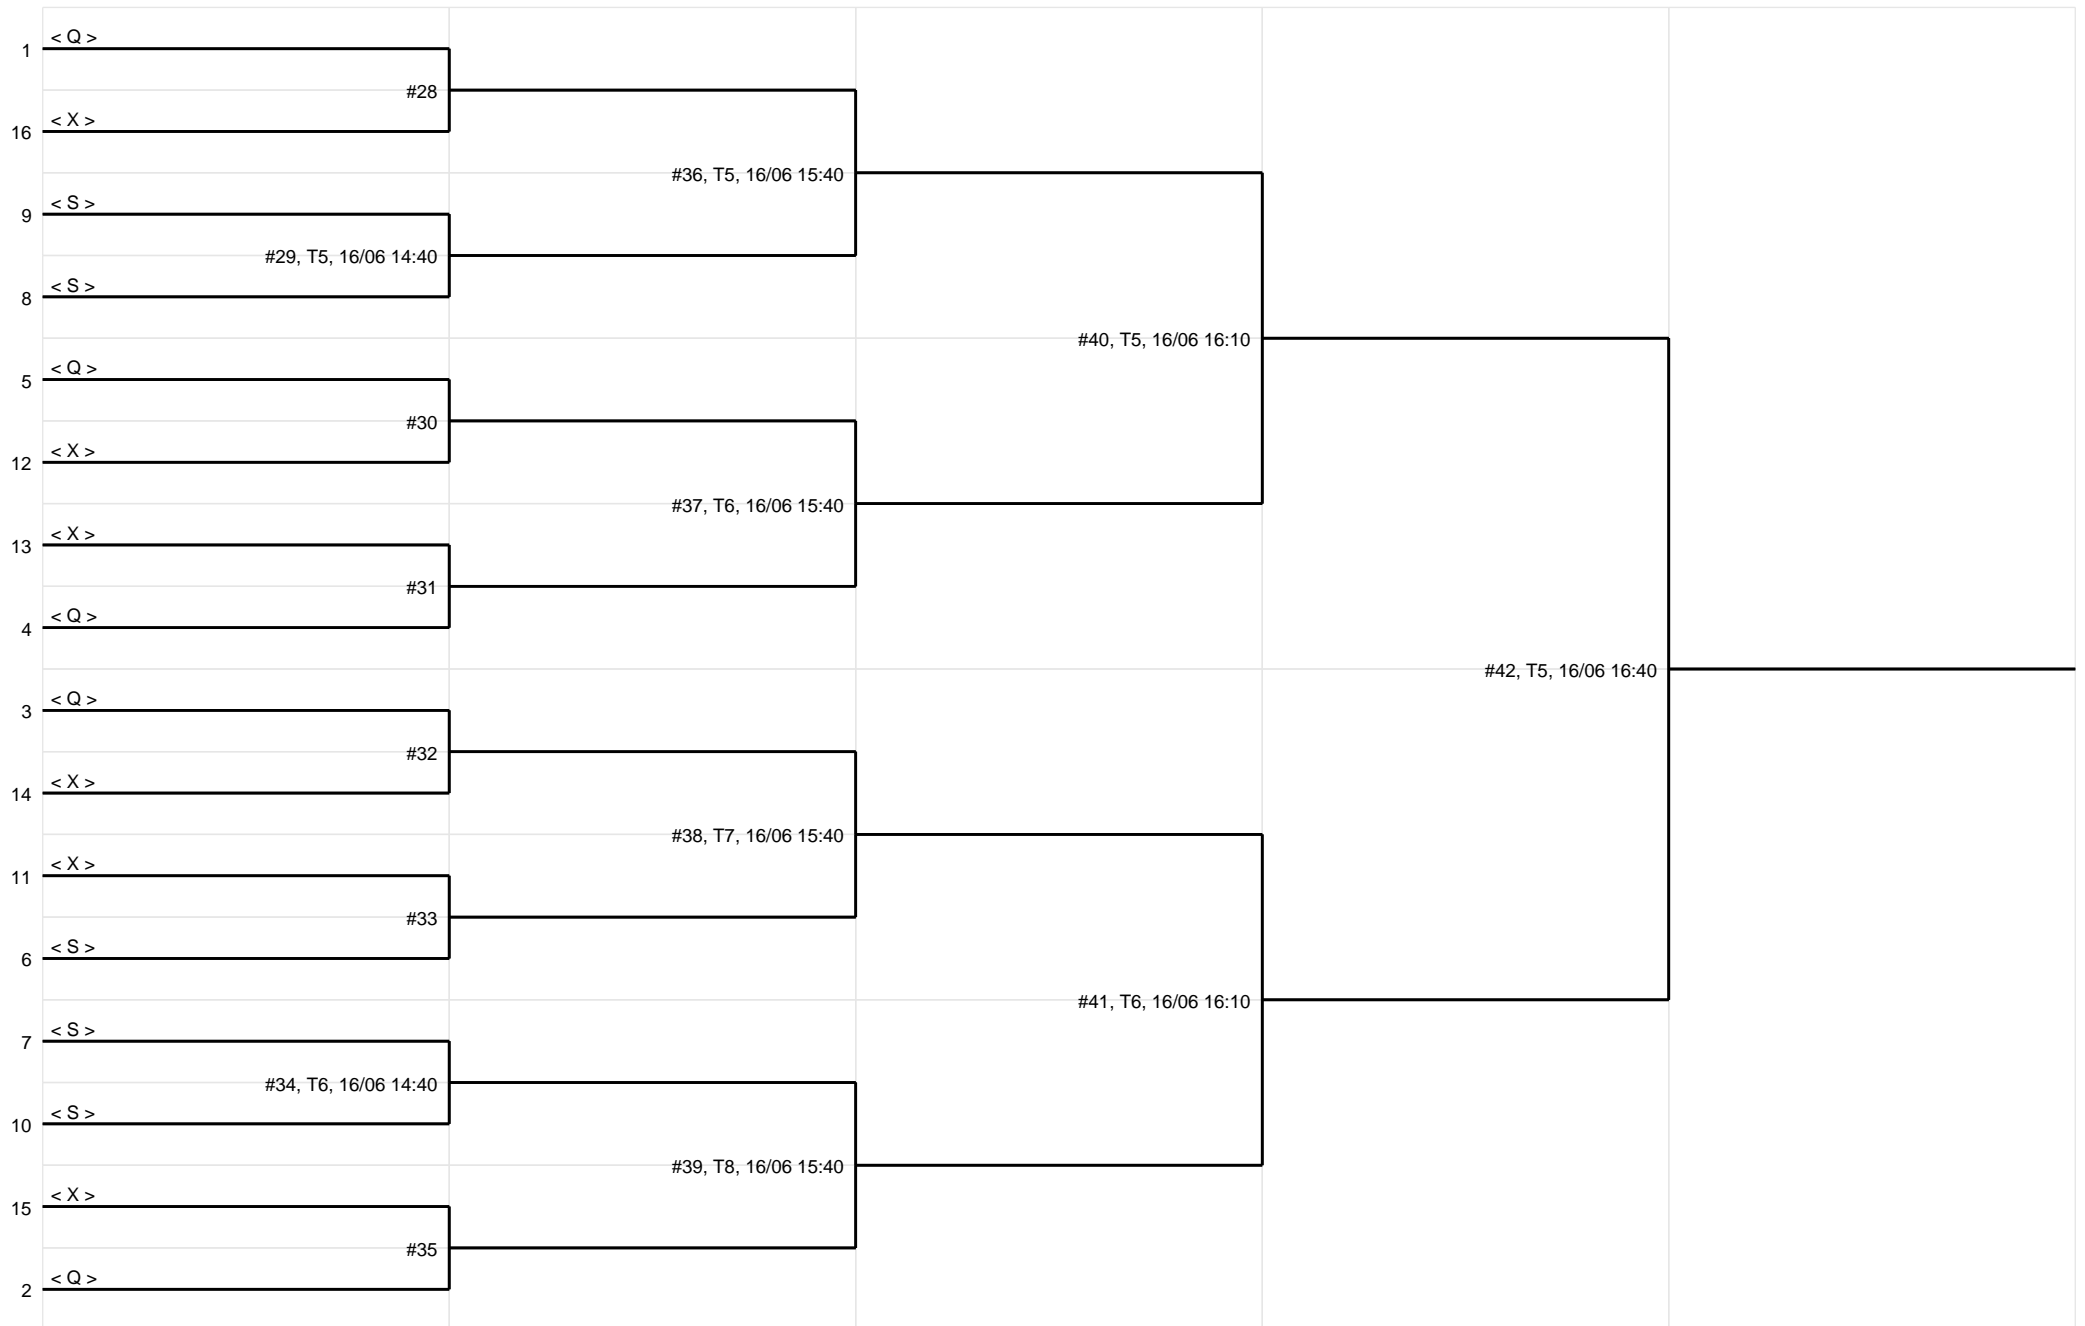 < Q >
1
#28
< X >
16
#36, T5, 16/06 15:40
< S >
9
#29, T5, 16/06 14:40
< S >
8
#40, T5, 16/06 16:10
< Q >
5
#30
< X >
12
#37, T6, 16/06 15:40
< X >
13
#31
< Q >
4
#42, T5, 16/06 16:40
< Q >
3
#32
< X >
14
#38, T7, 16/06 15:40
< X >
11
#33
< S >
6
#41, T6, 16/06 16:10
< S >
7
#34, T6, 16/06 14:40
< S >
10
#39, T8, 16/06 15:40
< X >
15
#35
< Q >
2